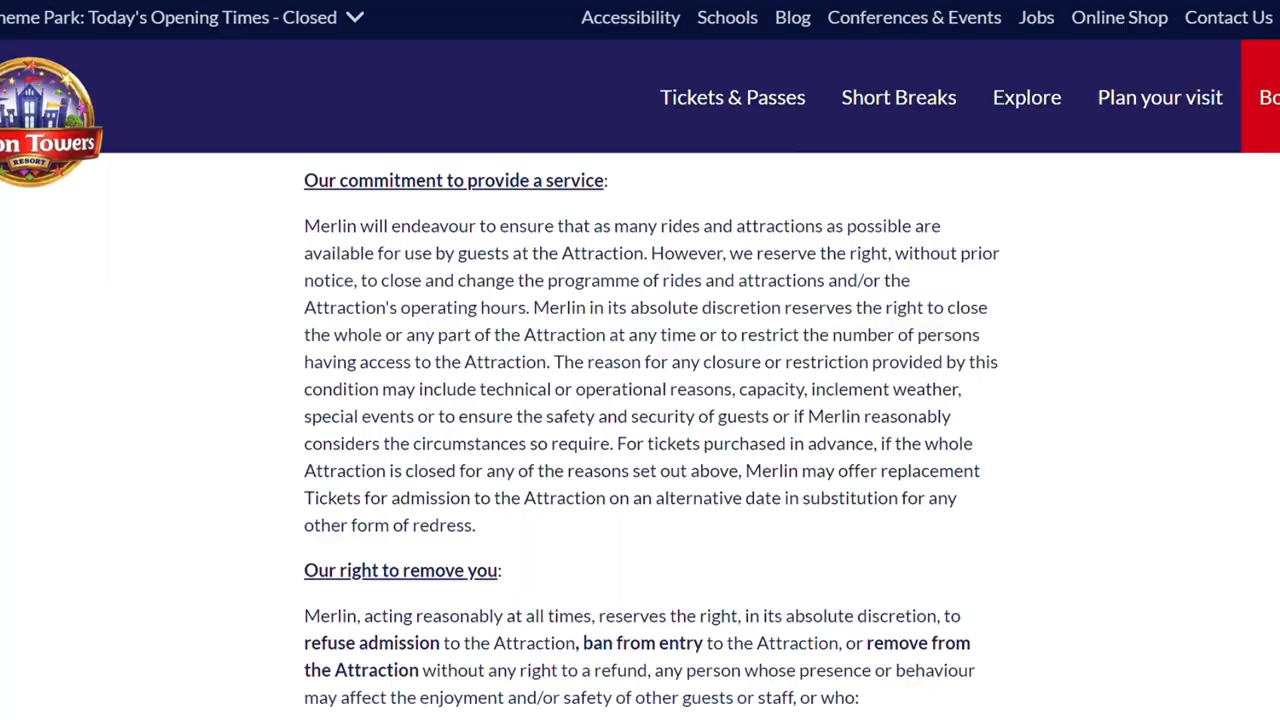 heme Park: Today's Opening Times - Closed
Accessibility Schools Blog Conferences & Events Jobs Online Shop Contact Us
Tickets & Passes Short Breaks Explore Plan your visit Bo
on Towers
RESORT
Our commitment to provide a service:
Merlin will endeavour to ensure that as many rides and attractions as possible are
available for use by guests at the Attraction. However, we reserve the right, without prior
notice, to close and change the programme of rides and attractions and/or the
Attraction's operating hours. Merlin in its absolute discretion reserves the right to close
the whole or any part of the Attraction at any time or to restrict the number of persons
having access to the Attraction. The reason for any closure or restriction provided by this
condition may include technical or operational reasons, capacity, inclement weather,
special events or to ensure the safety and security of guests or if Merlin reasonably
considers the circumstances so require. For tickets purchased in advance, if the whole
Attraction is closed for any of the reasons set out above, Merlin may offer replacement
Tickets for admission to the Attraction on an alternative date in substitution for any
other form of redress.
Our right to remove you:
Merlin, acting reasonably at all times, reserves the right, in its absolute discretion, to
refuse admission to the Attraction, ban from entry to the Attraction, or remove from
the Attraction without any right to a refund, any person whose presence or behaviour
may affect the enjoyment and/or safety of other guests or staff, or who: